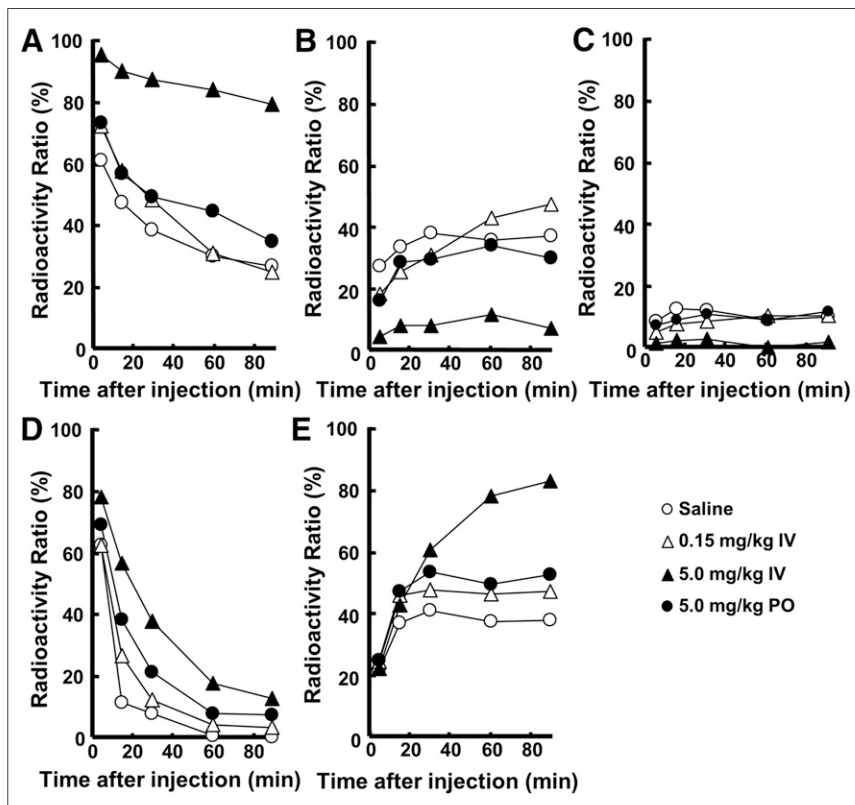 A
Radioactivity Ratio (%)
100
80
60
40
20
0
0 20 40 60 80
Time after injection (min)
B
Radioactivity Ratio (%)
100
80
60
40
20
0
0 20 40 60 80
Time after injection (min)
C
Radioactivity Ratio (%)
100
80
60
40
20
0
0 20 40 60 80
Time after injection (min)
D
Radioactivity Ratio (%)
100
80
60
40
20
0
0 20 40 60 80
Time after injection (min)
E
Radioactivity Ratio (%)
100
80
60
40
20
0
0 20 40 60 80
Time after injection (min)
Saline
0.15 mg/kg IV
5.0 mg/kg IV
5.0 mg/kg PO